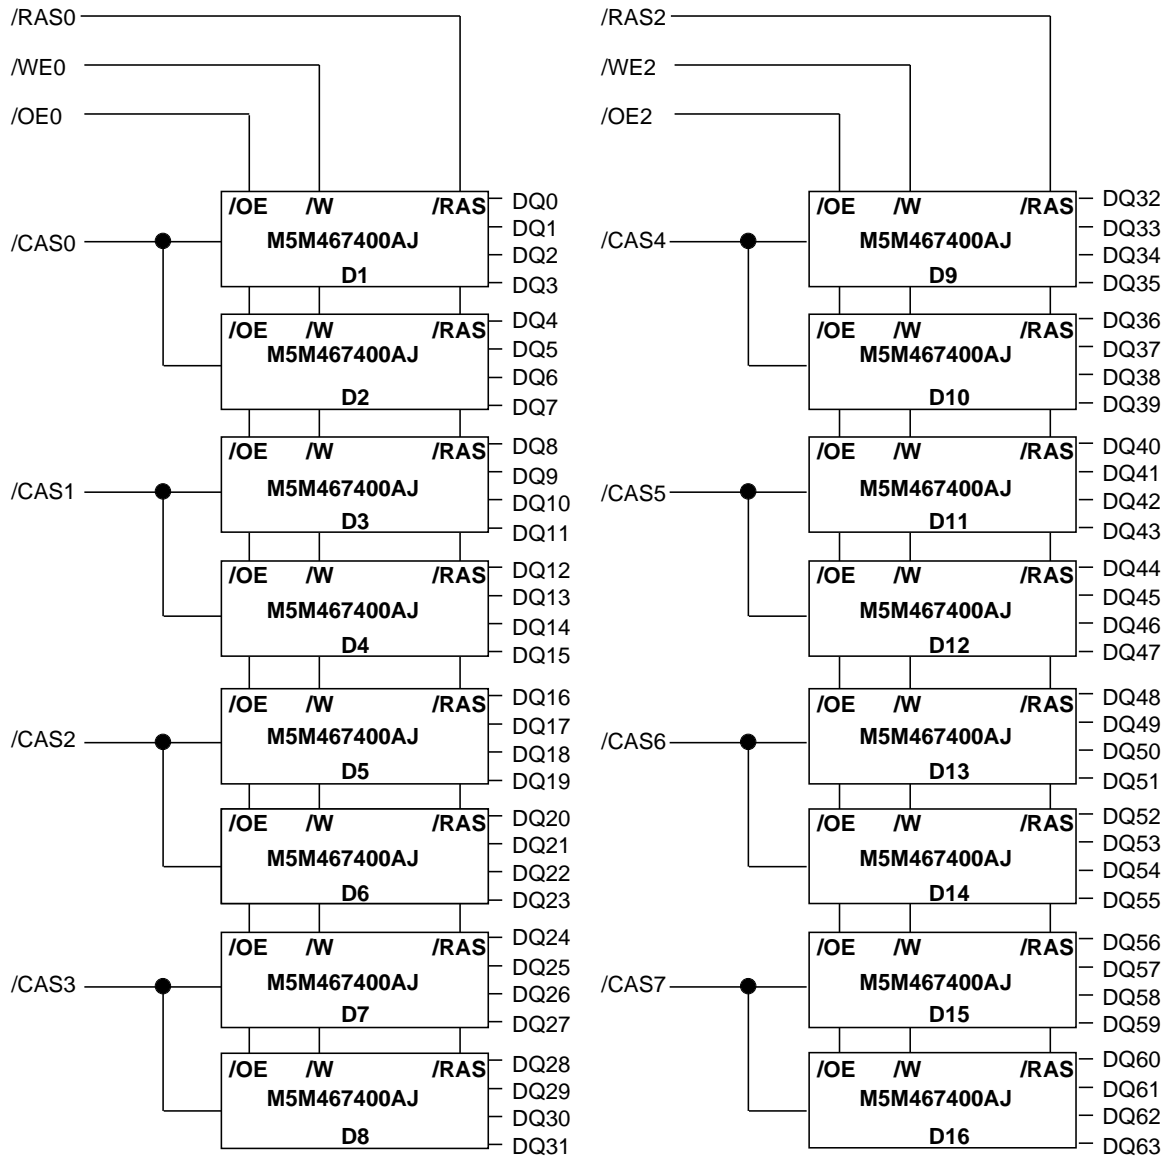 /RAS0
/WE0
/OE0
/CAS0
/OE /W /RAS
M5M467400AJ
D1
DQ0
DQ1
DQ2
DQ3
/OE /W /RAS
M5M467400AJ
D2
DQ4
DQ5
DQ6
DQ7
/CAS1
/OE /W /RAS
M5M467400AJ
D3
DQ8
DQ9
DQ10
DQ11
/OE /W /RAS
M5M467400AJ
D4
DQ12
DQ13
DQ14
DQ15
/CAS2
/OE /W /RAS
M5M467400AJ
D5
DQ16
DQ17
DQ18
DQ19
/OE /W /RAS
M5M467400AJ
D6
DQ20
DQ21
DQ22
DQ23
/CAS3
/OE /W /RAS
M5M467400AJ
D7
DQ24
DQ25
DQ26
DQ27
/OE /W /RAS
M5M467400AJ
D8
DQ28
DQ29
DQ30
DQ31
/RAS2
/WE2
/OE2
/CAS4
/OE /W /RAS
M5M467400AJ
D9
DQ32
DQ33
DQ34
DQ35
/OE /W /RAS
M5M467400AJ
D10
DQ36
DQ37
DQ38
DQ39
/CAS5
/OE /W /RAS
M5M467400AJ
D11
DQ40
DQ41
DQ42
DQ43
/OE /W /RAS
M5M467400AJ
D12
DQ44
DQ45
DQ46
DQ47
/CAS6
/OE /W /RAS
M5M467400AJ
D13
DQ48
DQ49
DQ50
DQ51
/OE /W /RAS
M5M467400AJ
D14
DQ52
DQ53
DQ54
DQ55
/CAS7
/OE /W /RAS
M5M467400AJ
D15
DQ56
DQ57
DQ58
DQ59
/OE /W /RAS
M5M467400AJ
D16
DQ60
DQ61
DQ62
DQ63